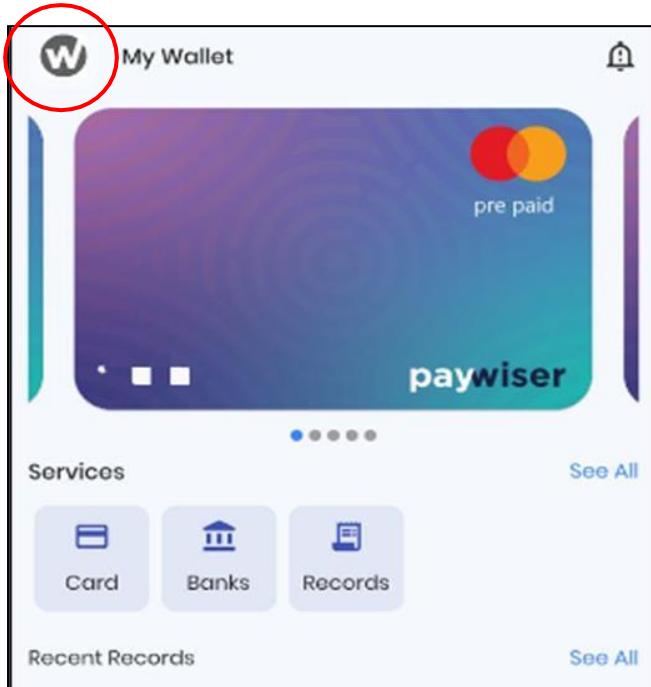 W My Wallet
pre paid
paywiser
Services See All
Card Banks Records
Recent Records See All